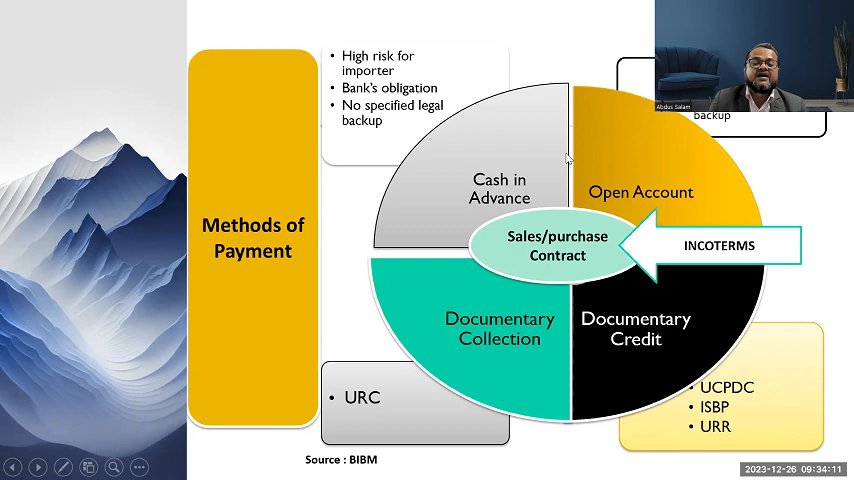 • High risk for
importer
• Bank's obligation
• No specified legal
backup
Abdus Salam
backup
Methods of
Payment
Cash in
Advance
Open Account
Sales/purchase
Contract
INCOTERMS
Documentary
Collection
Documentary
Credit
• URC
• UCPDC
• ISBP
• URR
Source : BIBM
2023-12-26 09:34:11